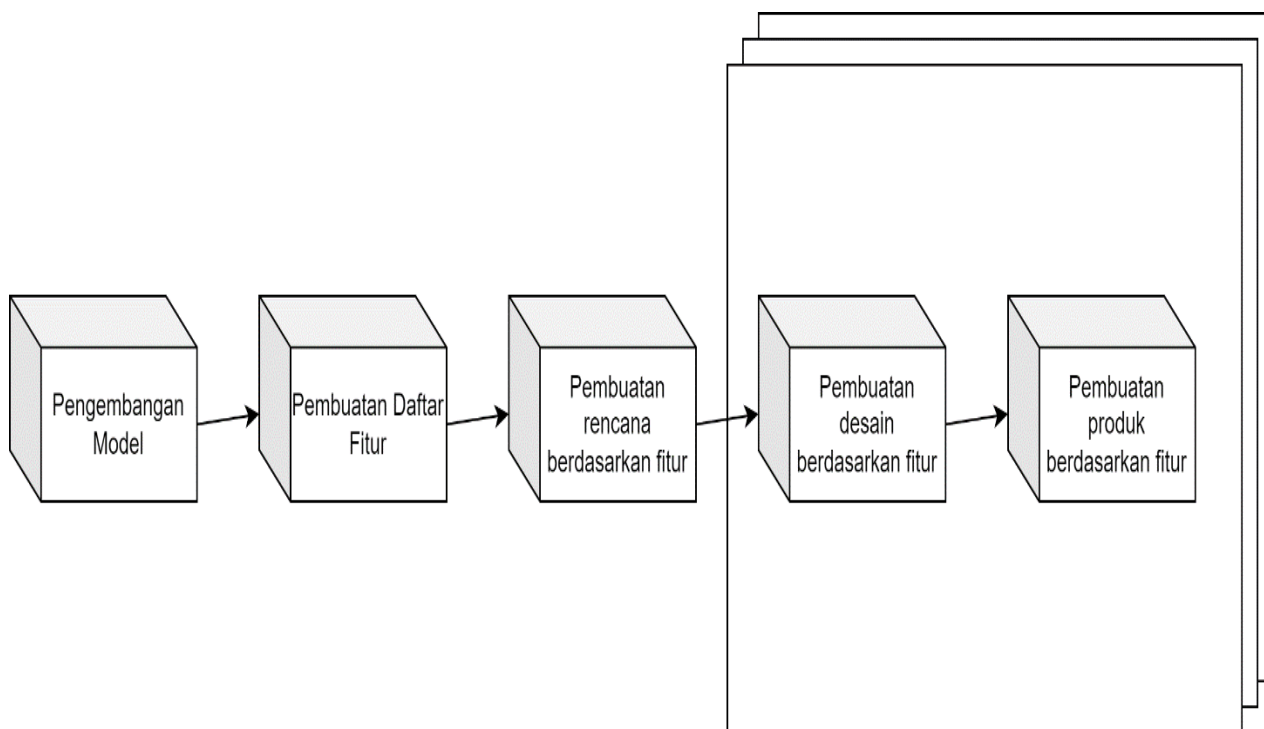 Pengembangan
Model
Pembuatan Daftar
Fitur
Pembuatan
rencana
berdasarkan fitur
Pembuatan
desain
berdasarkan fitur
Pembuatan
produk
berdasarkan fitur